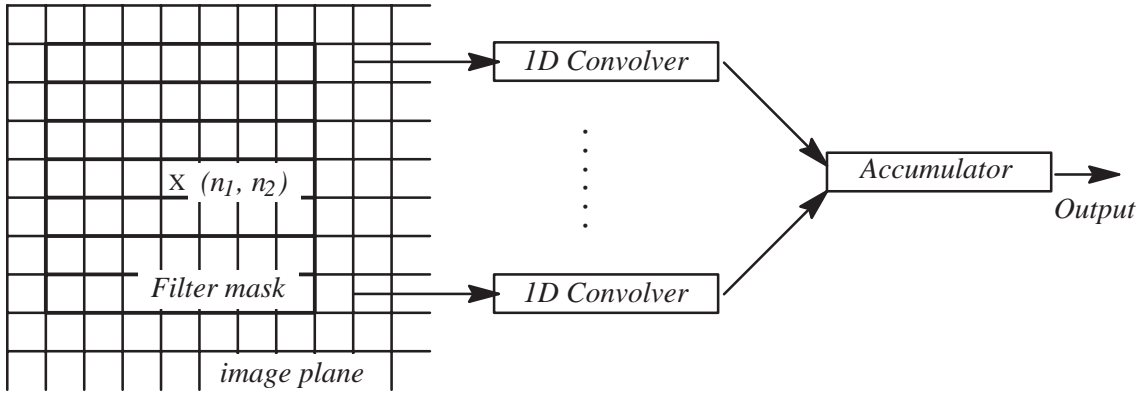 1D Convolver
X (n1, n2)
Accumulator
Output
Filter mask
1D Convolver
image plane